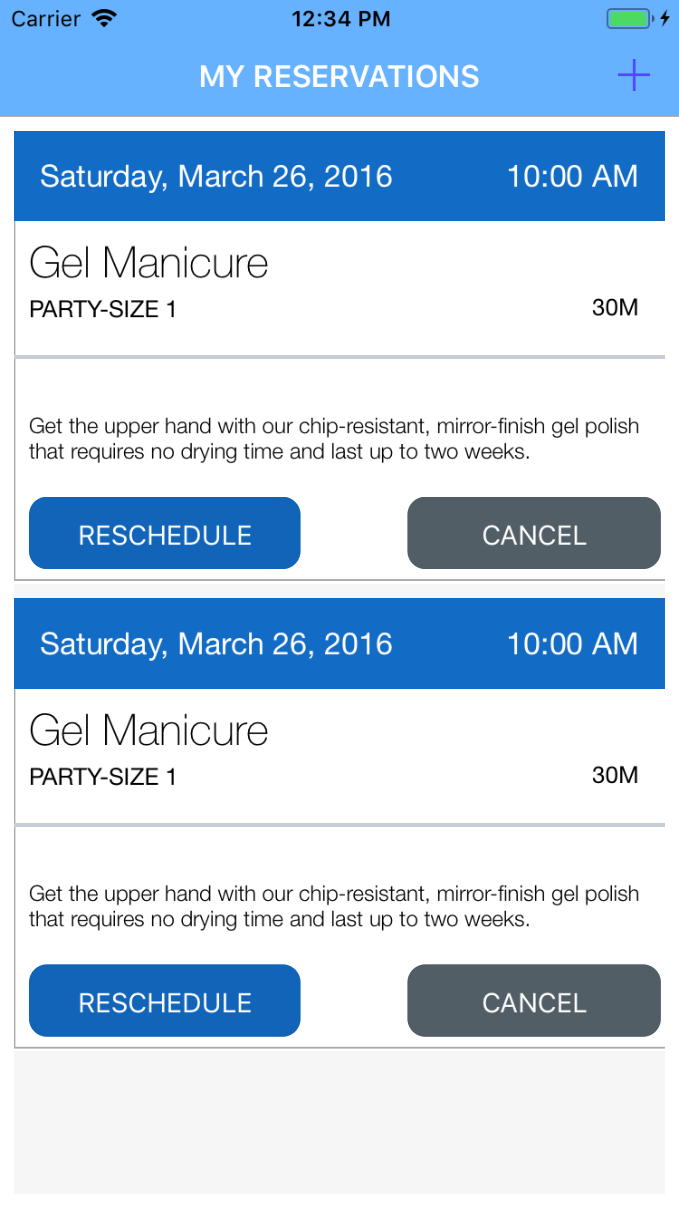 Carrier 12:34 PM
MY RESERVATIONS +
Saturday, March 26, 2016 10:00 AM
Gel Manicure
PARTY-SIZE 1 30M
Get the upper hand with our chip-resistant, mirror-finish gel polish
that requires no drying time and last up to two weeks.
RESCHEDULE CANCEL
Saturday, March 26, 2016 10:00 AM
Gel Manicure
PARTY-SIZE 1 30M
Get the upper hand with our chip-resistant, mirror-finish gel polish
that requires no drying time and last up to two weeks.
RESCHEDULE CANCEL